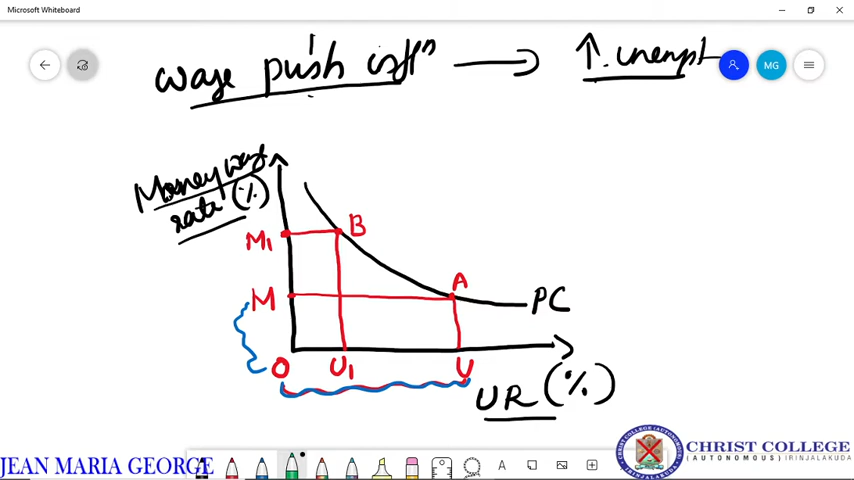 Microsoft Whiteboard
wage push inflⁿ → ↑. unempt
MG
Money wage
rate (%)
M₁
B
M
A
PC
O
U₁
U
UR (%)
JEAN MARIA GEORGE
A
CHRIST COLLEGE
(AUTONOMOUS) IRINJALAKUDA